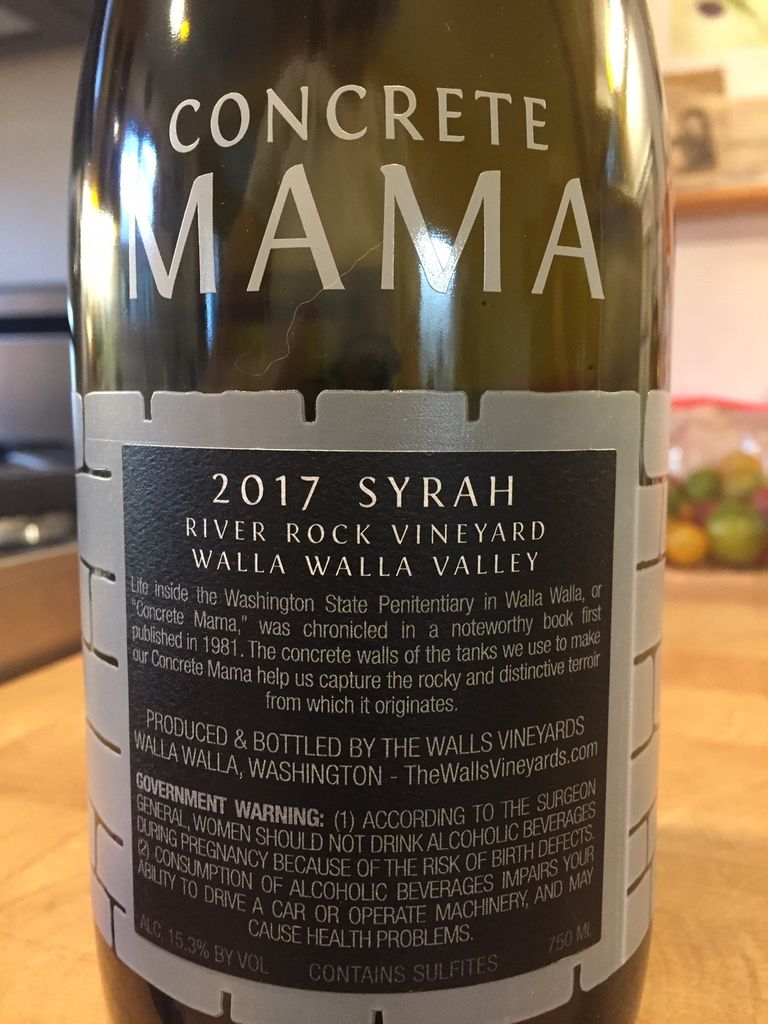 CONCRETE
MAMA
2017 SYRAH
RIVER ROCK VINEYARD
WALLA WALLA VALLEY
Life inside the Washington State Penitentiary in Walla Walla, or
"Concrete Mama," was chronicled in a noteworthy book first
published in 1981. The concrete walls of the tanks we use to make
our Concrete Mama help us capture the rocky and distinctive terroir
from which it originates.
PRODUCED & BOTTLED BY THE WALLS VINEYARDS
WALLA WALLA, WASHINGTON - TheWallsVineyards.com
GOVERNMENT WARNING: (1) ACCORDING TO THE SURGEON
GENERAL, WOMEN SHOULD NOT DRINK ALCOHOLIC BEVERAGES
DURING PREGNANCY BECAUSE OF THE RISK OF BIRTH DEFECTS.
(2) CONSUMPTION OF ALCOHOLIC BEVERAGES IMPAIRS YOUR
ABILITY TO DRIVE A CAR OR OPERATE MACHINERY, AND MAY
CAUSE HEALTH PROBLEMS.
ALC. 15.3% BY VOL CONTAINS SULFITES 750 ML